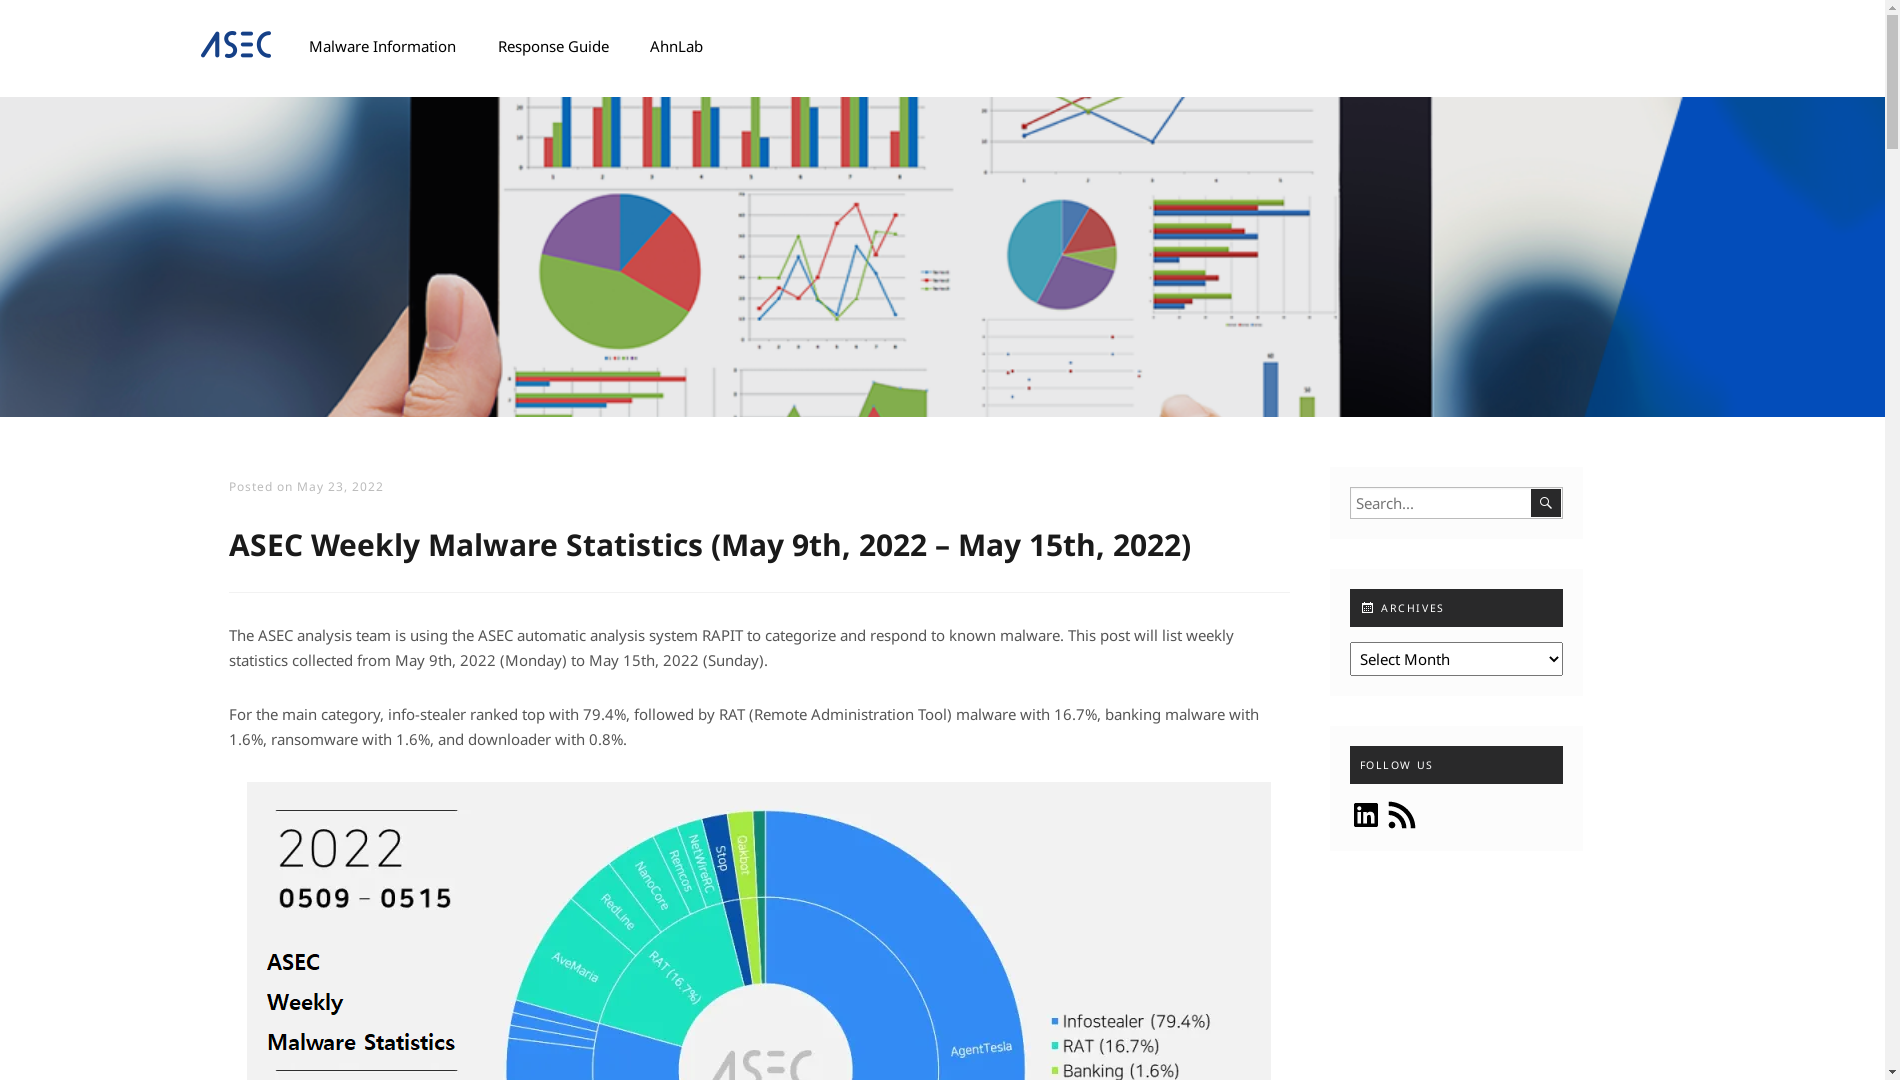 ASEC
Malware Information
Response Guide
AhnLab
Posted on May 23, 2022
ASEC Weekly Malware Statistics (May 9th, 2022 – May 15th, 2022)
The ASEC analysis team is using the ASEC automatic analysis system RAPIT to categorize and respond to known malware. This post will list weekly
statistics collected from May 9th, 2022 (Monday) to May 15th, 2022 (Sunday).
For the main category, info-stealer ranked top with 79.4%, followed by RAT (Remote Administration Tool) malware with 16.7%, banking malware with
1.6%, ransomware with 1.6%, and downloader with 0.8%.
2022
0509 – 0515
ASEC
Weekly
Malware Statistics
AveMaria
RedLine
NanoCore
Remcos
NetWireRC
Stop
Qakbot
RAT (16.7%)
AgentTesla
ASEC
Infostealer (79.4%)
RAT (16.7%)
Banking (1.6%)
Search...
ARCHIVES
Select Month
FOLLOW US
in